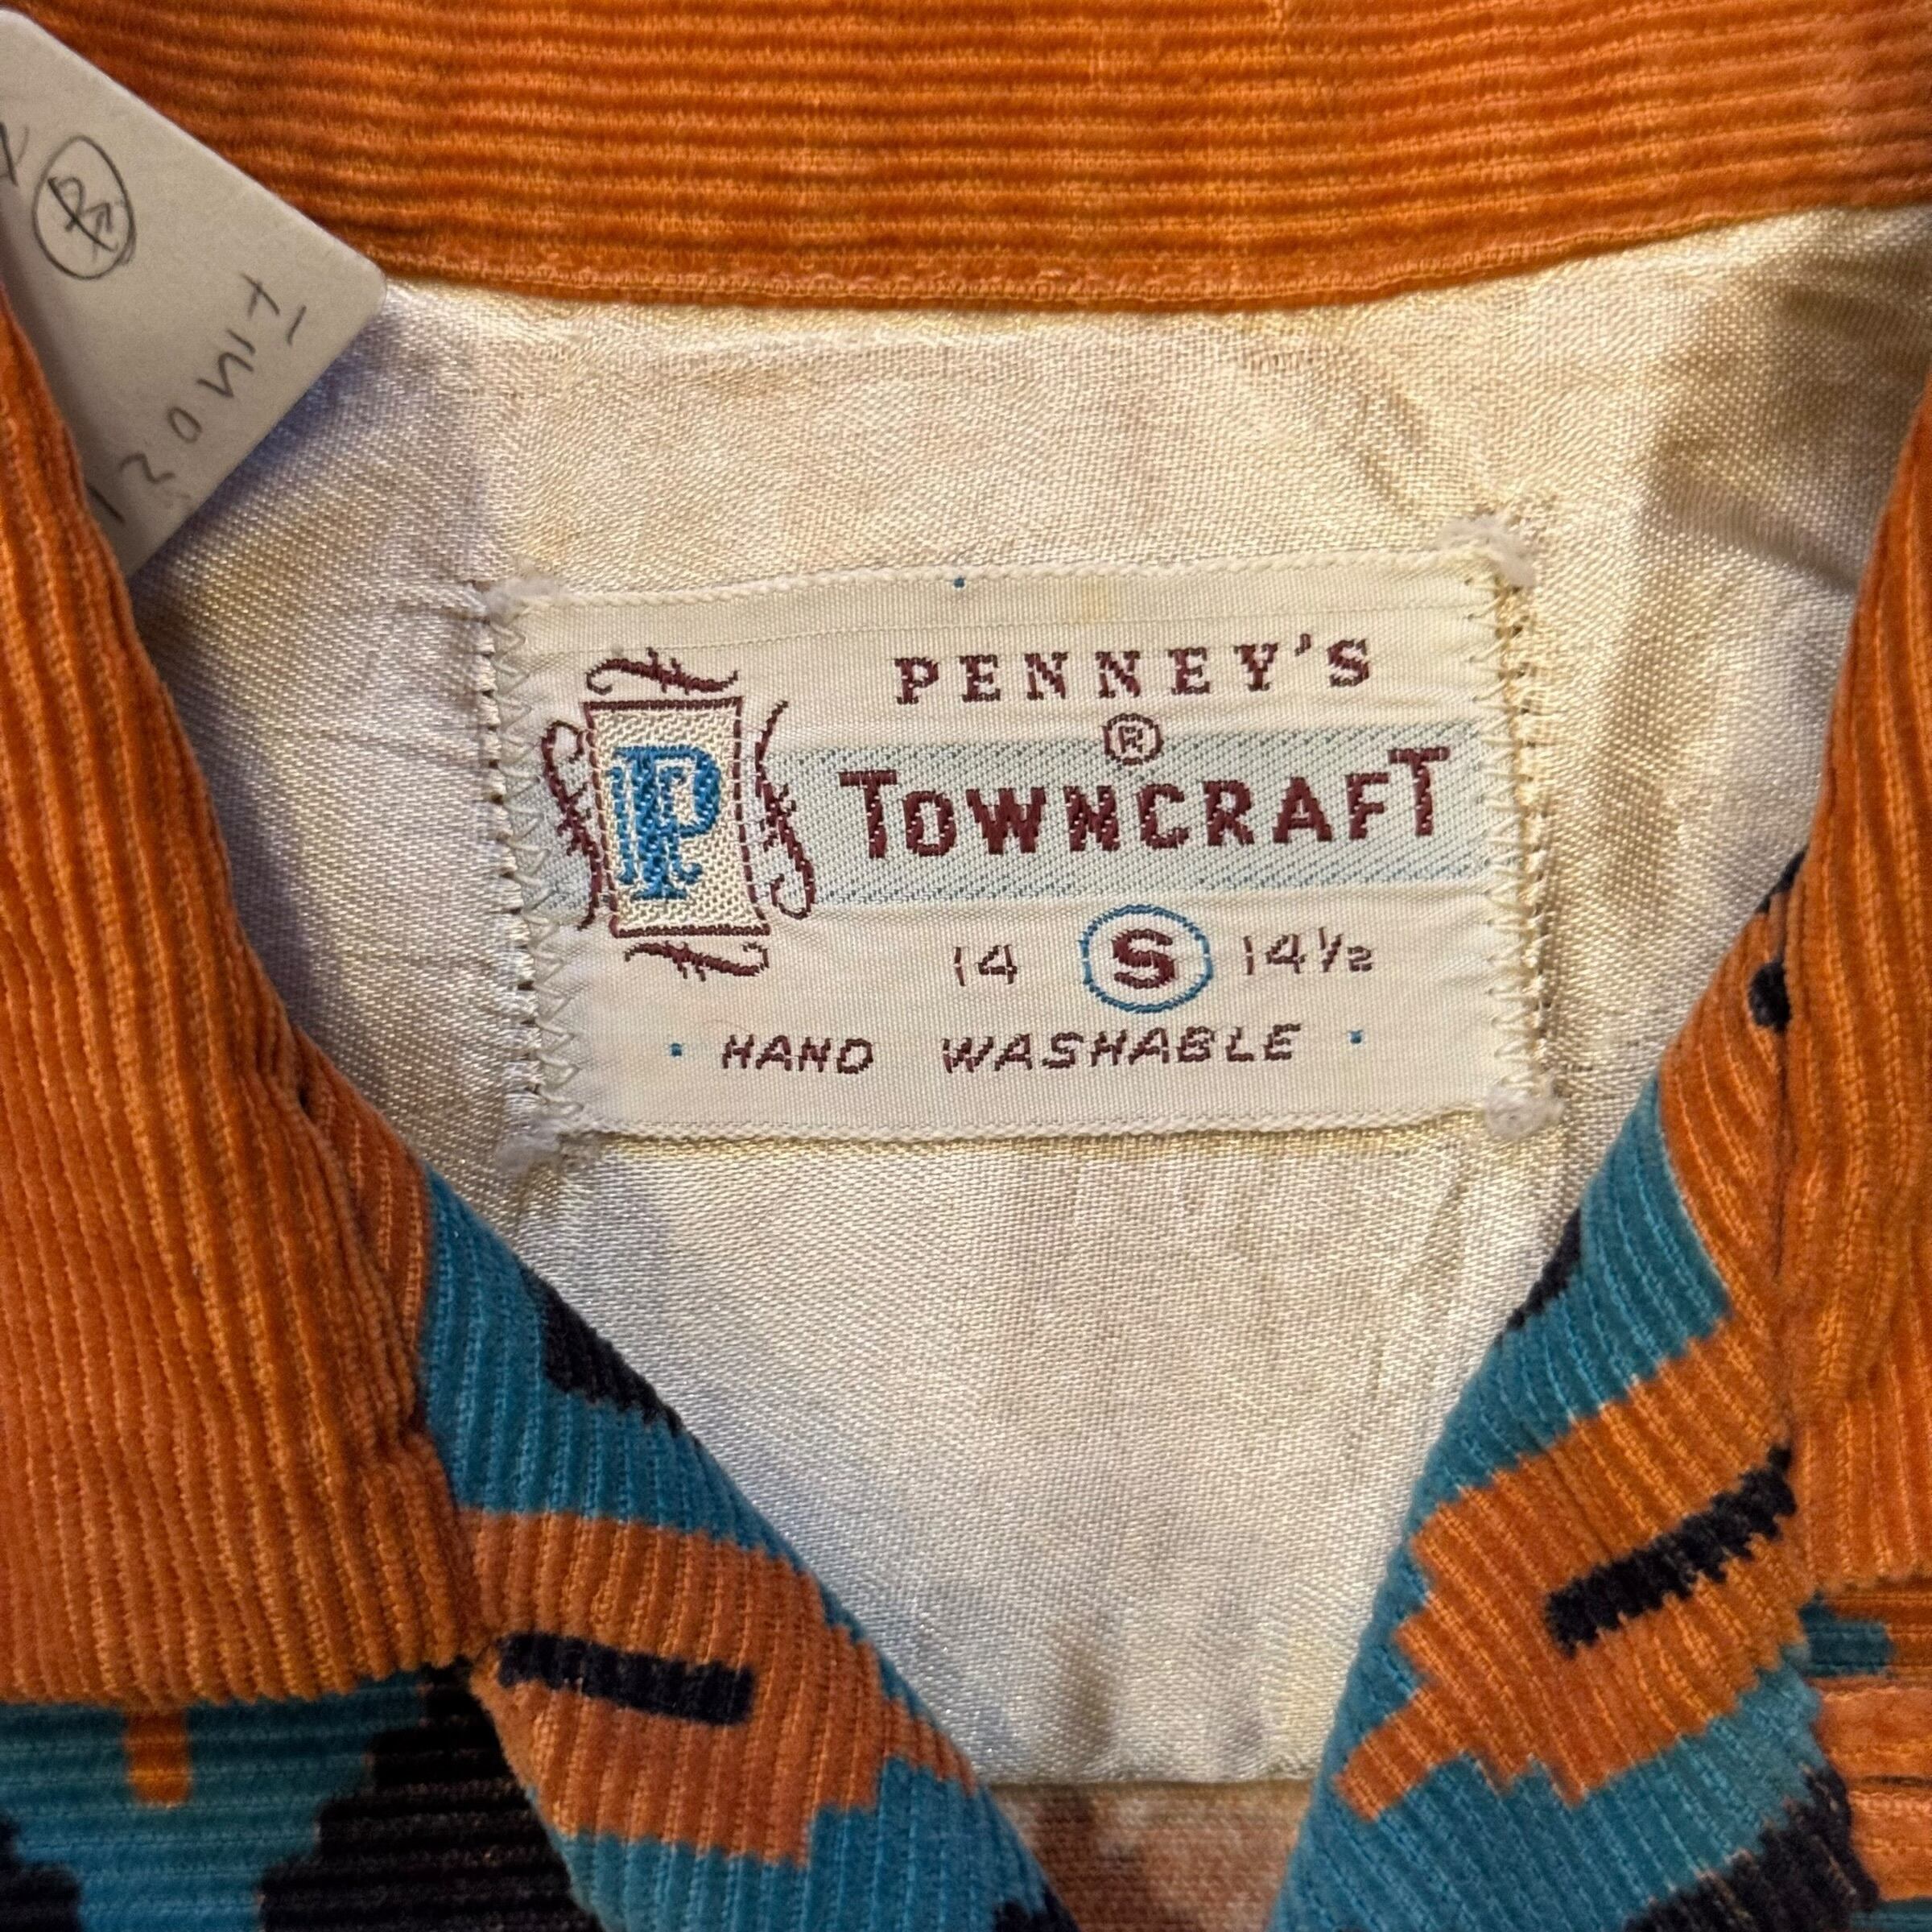 PENNEY'S
®
TOWNCRAFT
14 S 14½
• HAND WASHABLE •